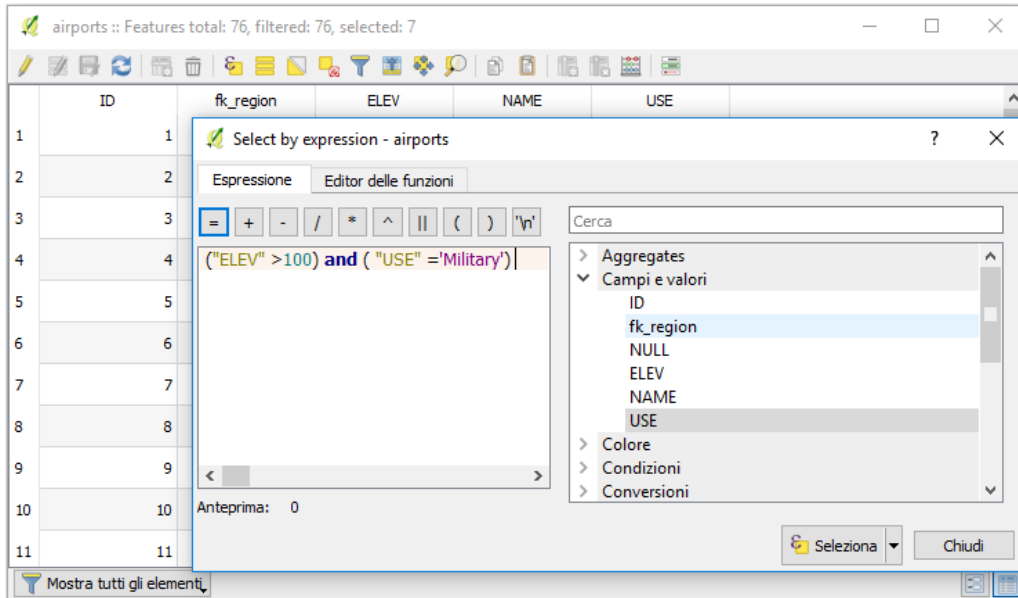 airports :: Features total: 76, filtered: 76, selected: 7
ID fk_region ELEV NAME USE
1 1
2 2
3 3
4 4
5 5
6 6
7 7
8 8
9 9
10 10
11 11
Select by expression - airports ?
Espressione Editor delle funzioni
= + - / * ^ || ( ) '\n'
Cerca
("ELEV" >100) and ( "USE" ='Military')
Aggregates
Campi e valori
ID
fk_region
NULL
ELEV
NAME
USE
Colore
Condizioni
Conversioni
Anteprima: 0
Seleziona Chiudi
Mostra tutti gli elementi